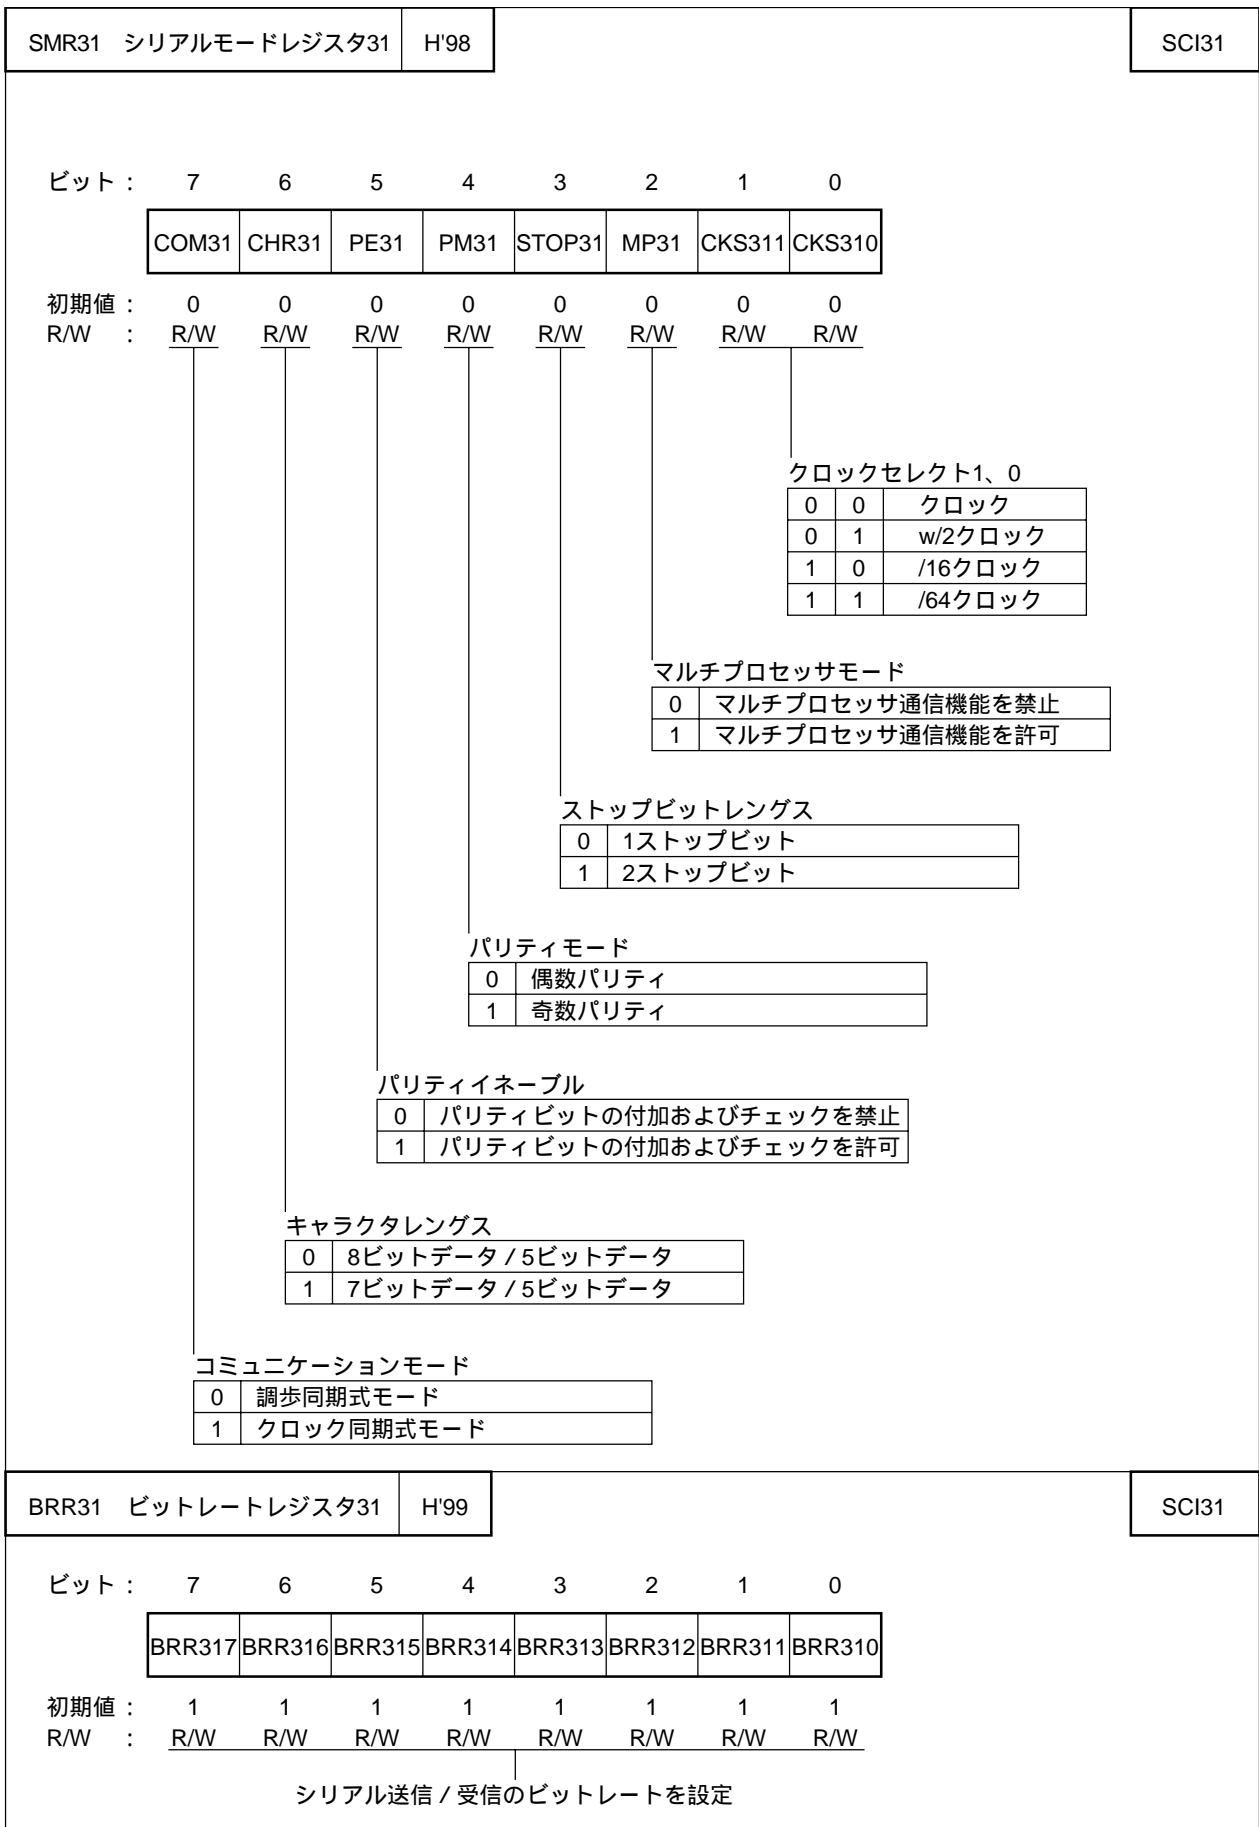 SMR31 シリアルモードレジスタ31 H'98 SCI31
ビット： 7 6 5 4 3 2 1 0
COM31 CHR31 PE31 PM31 STOP31 MP31 CKS311 CKS310
初期値： 0 0 0 0 0 0 0 0
R/W ： R/W R/W R/W R/W R/W R/W R/W R/W
クロックセレクト1、0
0 0 クロック
0 1 w/2クロック
1 0 /16クロック
1 1 /64クロック
マルチプロセッサモード
0 マルチプロセッサ通信機能を禁止
1 マルチプロセッサ通信機能を許可
ストップビットレングス
0 1ストップビット
1 2ストップビット
パリティモード
0 偶数パリティ
1 奇数パリティ
パリティイネーブル
0 パリティビットの付加およびチェックを禁止
1 パリティビットの付加およびチェックを許可
キャラクタレングス
0 8ビットデータ / 5ビットデータ
1 7ビットデータ / 5ビットデータ
コミュニケーションモード
0 調歩同期式モード
1 クロック同期式モード
BRR31 ビットレートレジスタ31 H'99 SCI31
ビット： 7 6 5 4 3 2 1 0
BRR317 BRR316 BRR315 BRR314 BRR313 BRR312 BRR311 BRR310
初期値： 1 1 1 1 1 1 1 1
R/W ： R/W R/W R/W R/W R/W R/W R/W R/W
シリアル送信 / 受信のビットレートを設定